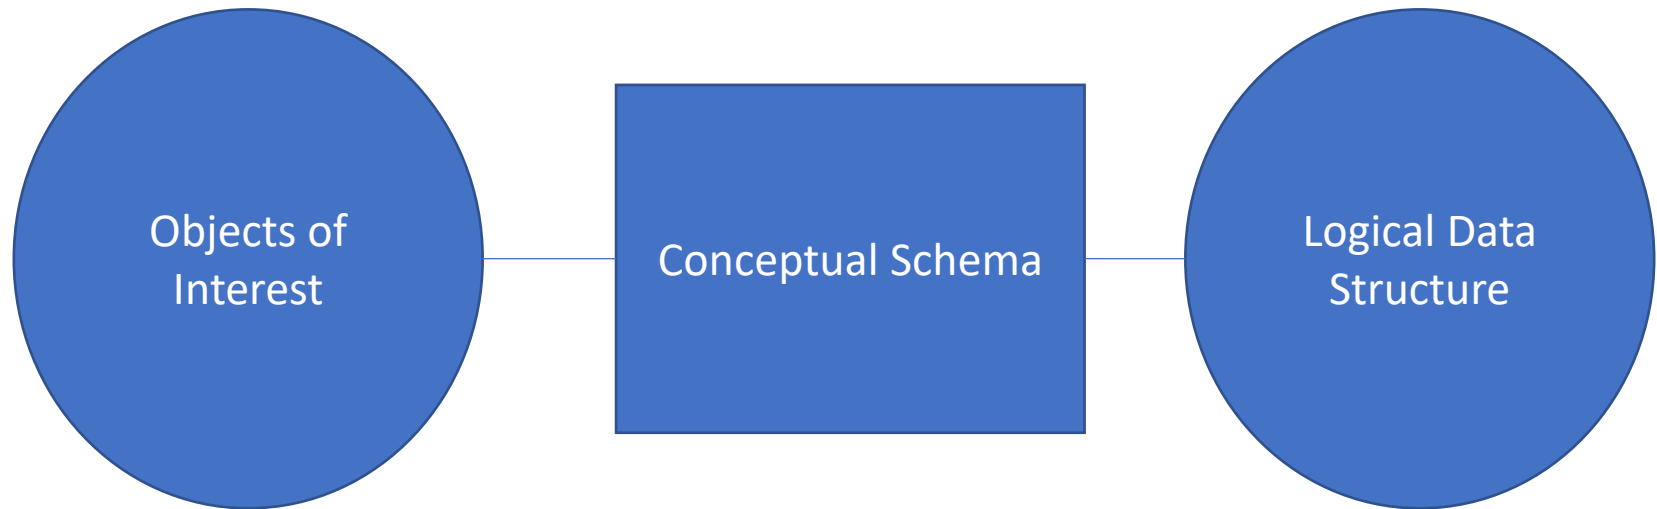 Objects of
Interest
Conceptual Schema
Logical Data
Structure